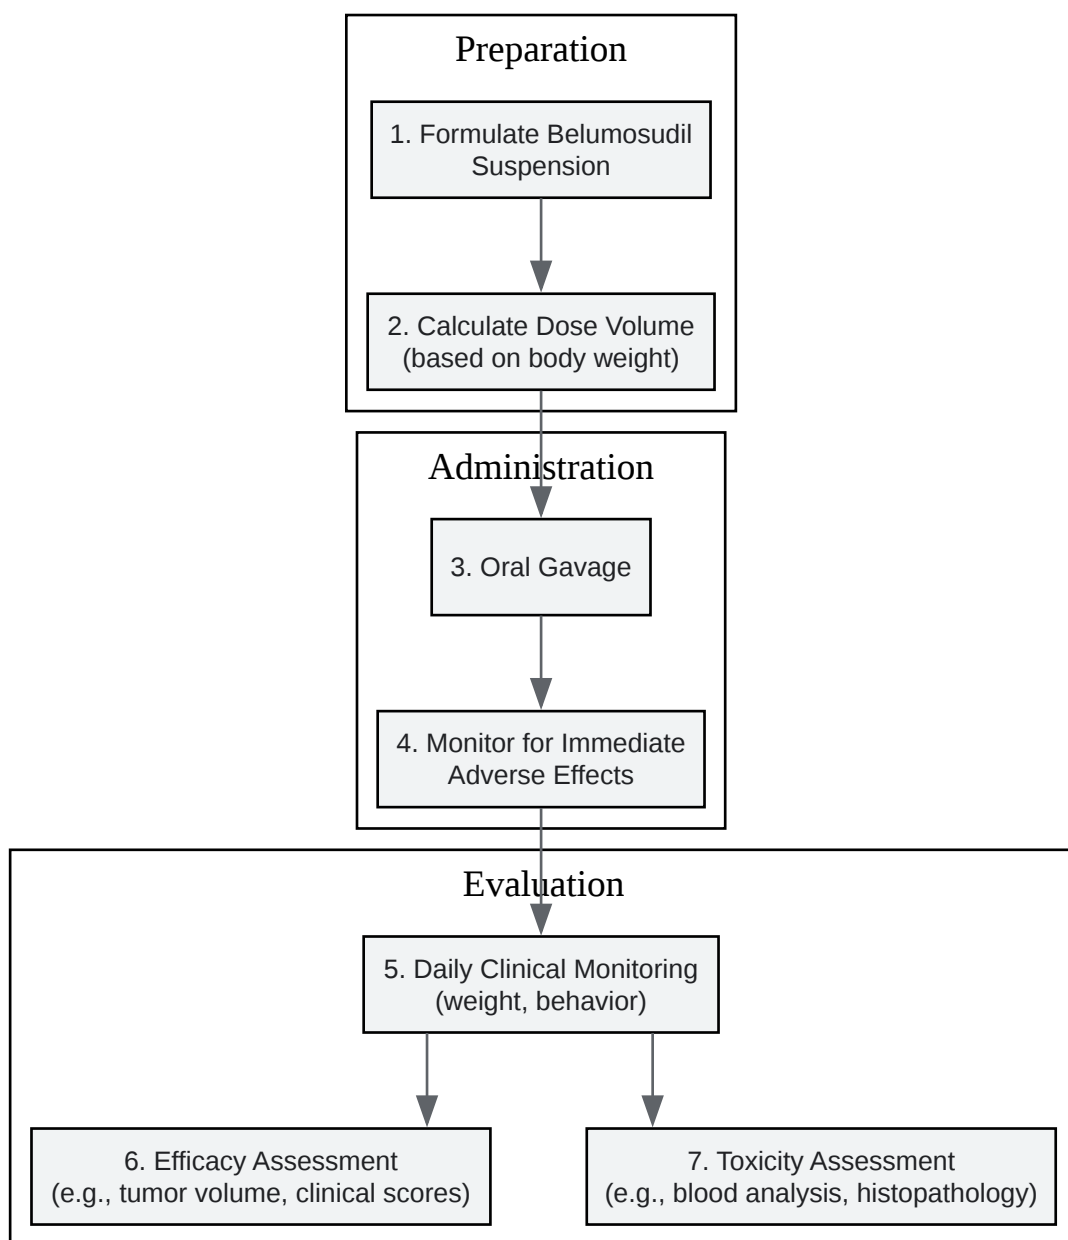 Preparation
1. Formulate Belumosudil
Suspension
2. Calculate Dose Volume
(based on body weight)
Administration
3. Oral Gavage
4. Monitor for Immediate
Adverse Effects
Evaluation
5. Daily Clinical Monitoring
(weight, behavior)
6. Efficacy Assessment
(e.g., tumor volume, clinical scores)
7. Toxicity Assessment
(e.g., blood analysis, histopathology)